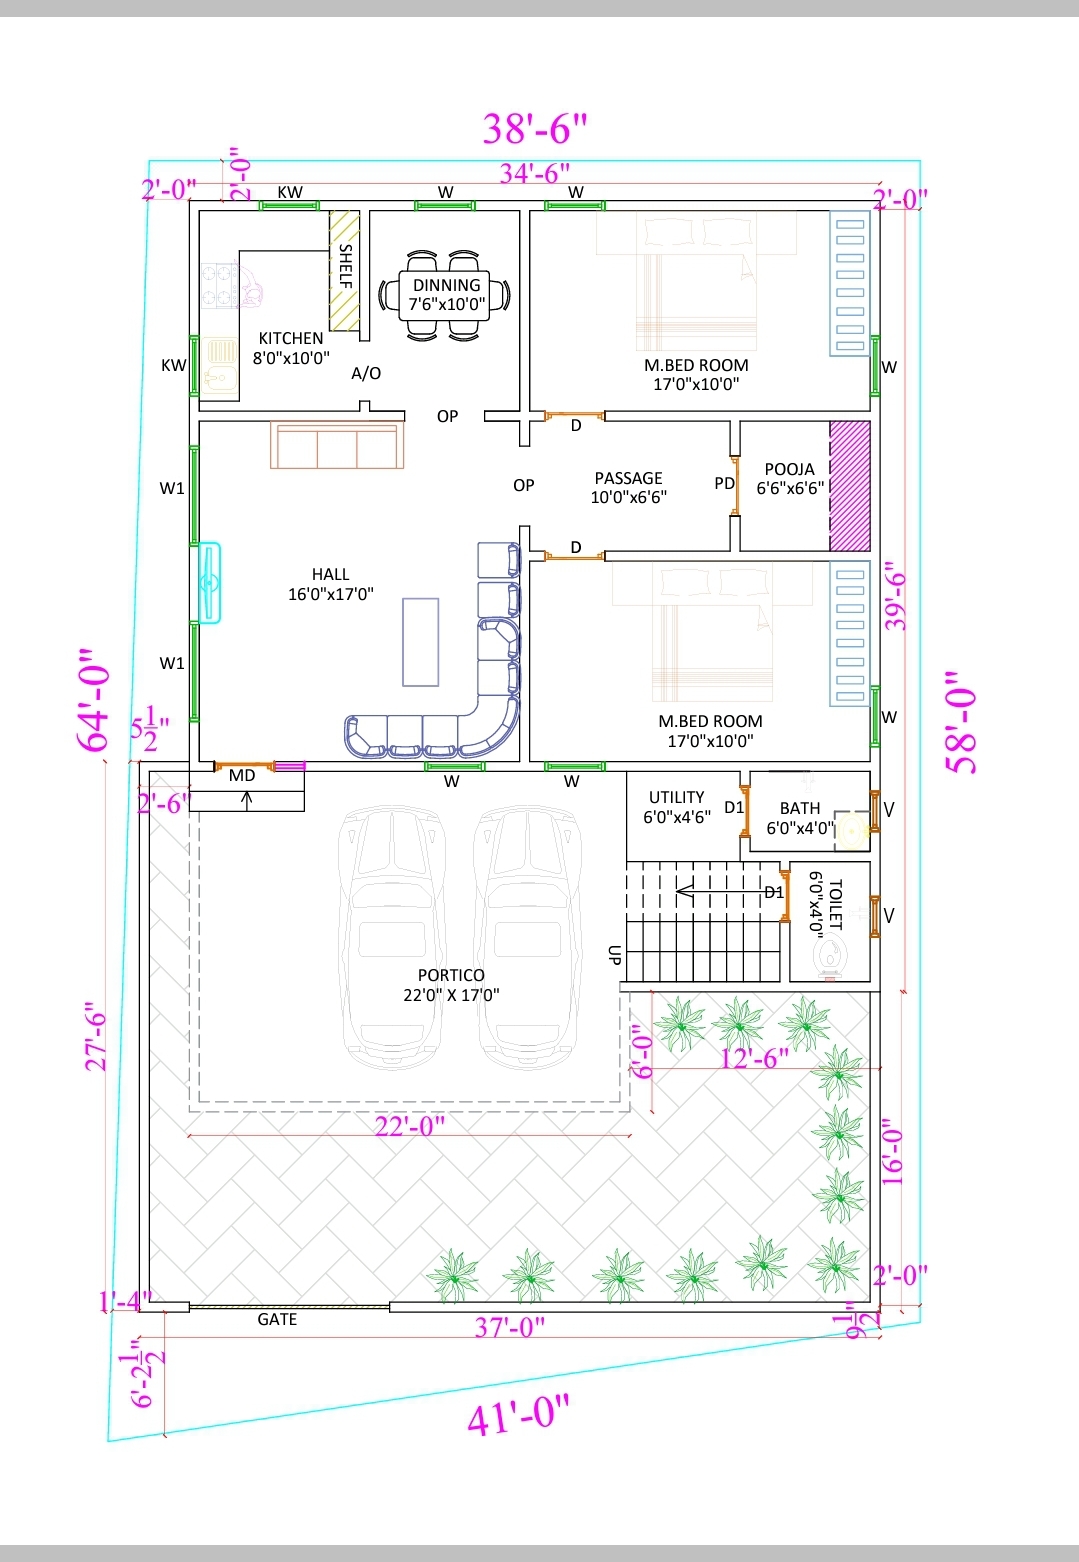 38'-6"
34'-6"
2'-0"
2'-0"
2'-0"
KW
W
W
SHELF
DINNING
7'6"x10'0"
KITCHEN
8'0"x10'0"
KW
A/O
M.BED ROOM
17'0"x10'0"
W
OP
D
W1
OP
PASSAGE
10'0"x6'6"
PD
POOJA
6'6"x6'6"
D
HALL
16'0"x17'0"
39'-6"
W1
64'-0"
5 1/2"
M.BED ROOM
17'0"x10'0"
W
58'-0"
MD
W
W
2'-6"
UTILITY
6'0"x4'6"
D1
BATH
6'0"x4'0"
V
D1
TOILET
6'0"x4'0"
V
UP
PORTICO
22'0" X 17'0"
27'-6"
6'-0"
12'-6"
22'-0"
16'-0"
2'-0"
1'-4"
GATE
37'-0"
9 1/2"
6'-2 1/2"
41'-0"